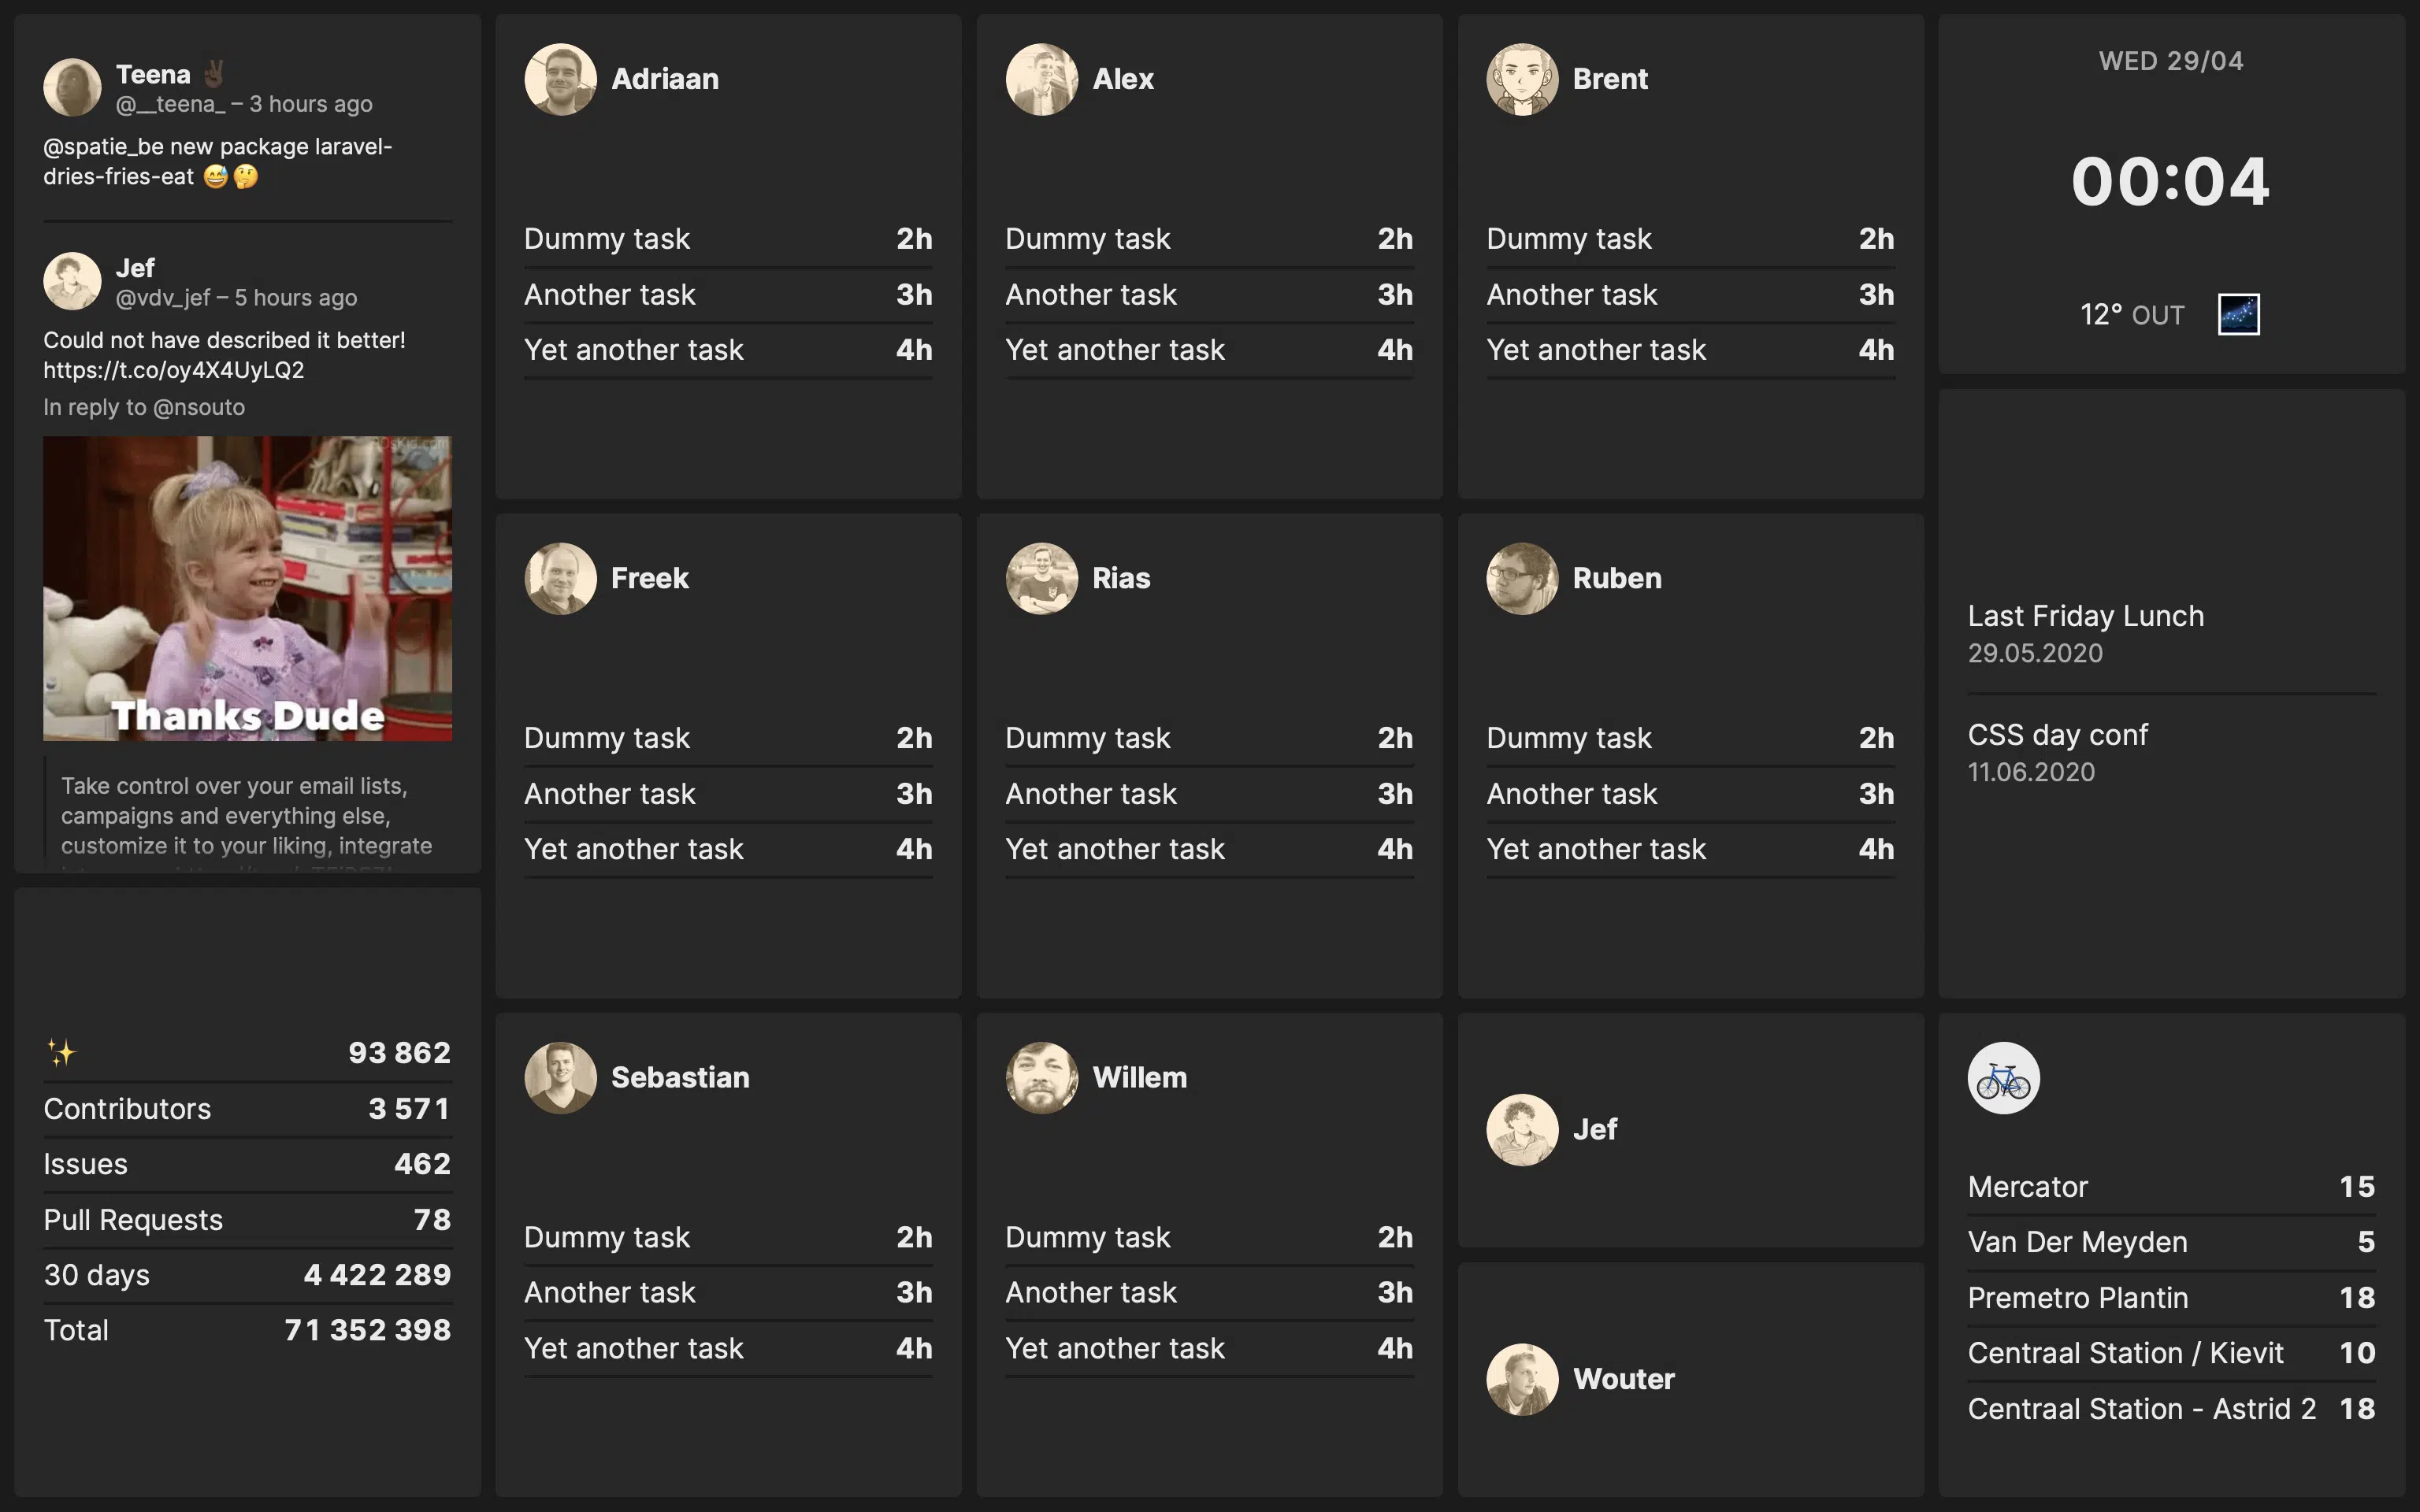 Teena ✌🏿
@__teena_ – 3 hours ago
@spatie_be new package laravel-
dries-fries-eat 😅🤔
Jef
@vdv_jef – 5 hours ago
Could not have described it better!
https://t.co/oy4X4UyLQ2
In reply to @nsouto
Thanks Dude
Take control over your email lists,
campaigns and everything else,
customize it to your liking, integrate
✨ 93 862
Contributors 3 571
Issues 462
Pull Requests 78
30 days 4 422 289
Total 71 352 398
Adriaan
Dummy task 2h
Another task 3h
Yet another task 4h
Freek
Dummy task 2h
Another task 3h
Yet another task 4h
Sebastian
Dummy task 2h
Another task 3h
Yet another task 4h
Alex
Dummy task 2h
Another task 3h
Yet another task 4h
Rias
Dummy task 2h
Another task 3h
Yet another task 4h
Willem
Dummy task 2h
Another task 3h
Yet another task 4h
Brent
Dummy task 2h
Another task 3h
Yet another task 4h
Ruben
Dummy task 2h
Another task 3h
Yet another task 4h
Jef
Wouter
WED 29/04
00:04
12° OUT
Last Friday Lunch
29.05.2020
CSS day conf
11.06.2020
Mercator 15
Van Der Meyden 5
Premetro Plantin 18
Centraal Station / Kievit 10
Centraal Station - Astrid 2 18